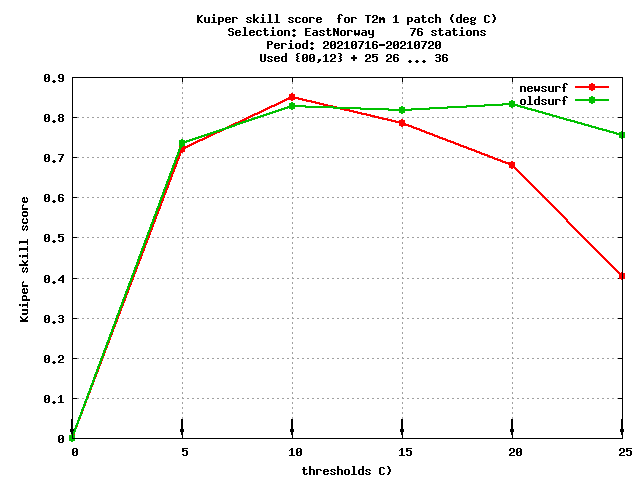 Kuiper skill score  for T2m 1 patch (deg C)
Selection: EastNorway     76 stations
Period: 20210716-20210720
Used {00,12} + 25 26 ... 36
newsurf
oldsurf
0.9
0.8
0.7
0.6
0.5
0.4
0.3
0.2
0.1
0
Kuiper skill score
0 5 10 15 20 25
thresholds C)